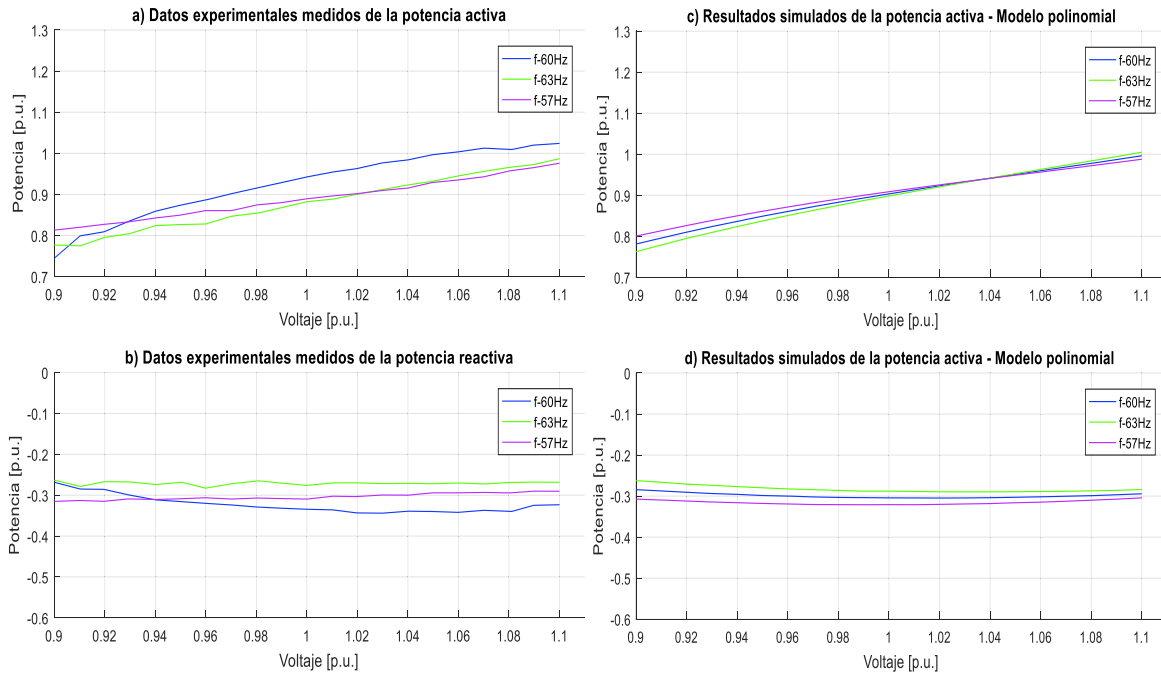 a) Datos experimentales medidos de la potencia activa
1.3
1.2
1.1
1
0.9
0.8
0.7
Potencia [p.u.]
f-60Hz
f-63Hz
f-57Hz
0.9 0.92 0.94 0.96 0.98 1 1.02 1.04 1.06 1.08 1.1
Voltaje [p.u.]
c) Resultados simulados de la potencia activa - Modelo polinomial
1.3
1.2
1.1
1
0.9
0.8
0.7
Potencia [p.u.]
f-60Hz
f-63Hz
f-57Hz
0.9 0.92 0.94 0.96 0.98 1 1.02 1.04 1.06 1.08 1.1
Voltaje [p.u.]
b) Datos experimentales medidos de la potencia reactiva
0
-0.1
-0.2
-0.3
-0.4
-0.5
-0.6
Potencia [p.u.]
f-60Hz
f-63Hz
f-57Hz
0.9 0.92 0.94 0.96 0.98 1 1.02 1.04 1.06 1.08 1.1
Voltaje [p.u.]
d) Resultados simulados de la potencia activa - Modelo polinomial
0
-0.1
-0.2
-0.3
-0.4
-0.5
-0.6
Potencia [p.u.]
f-60Hz
f-63Hz
f-57Hz
0.9 0.92 0.94 0.96 0.98 1 1.02 1.04 1.06 1.08 1.1
Voltaje [p.u.]